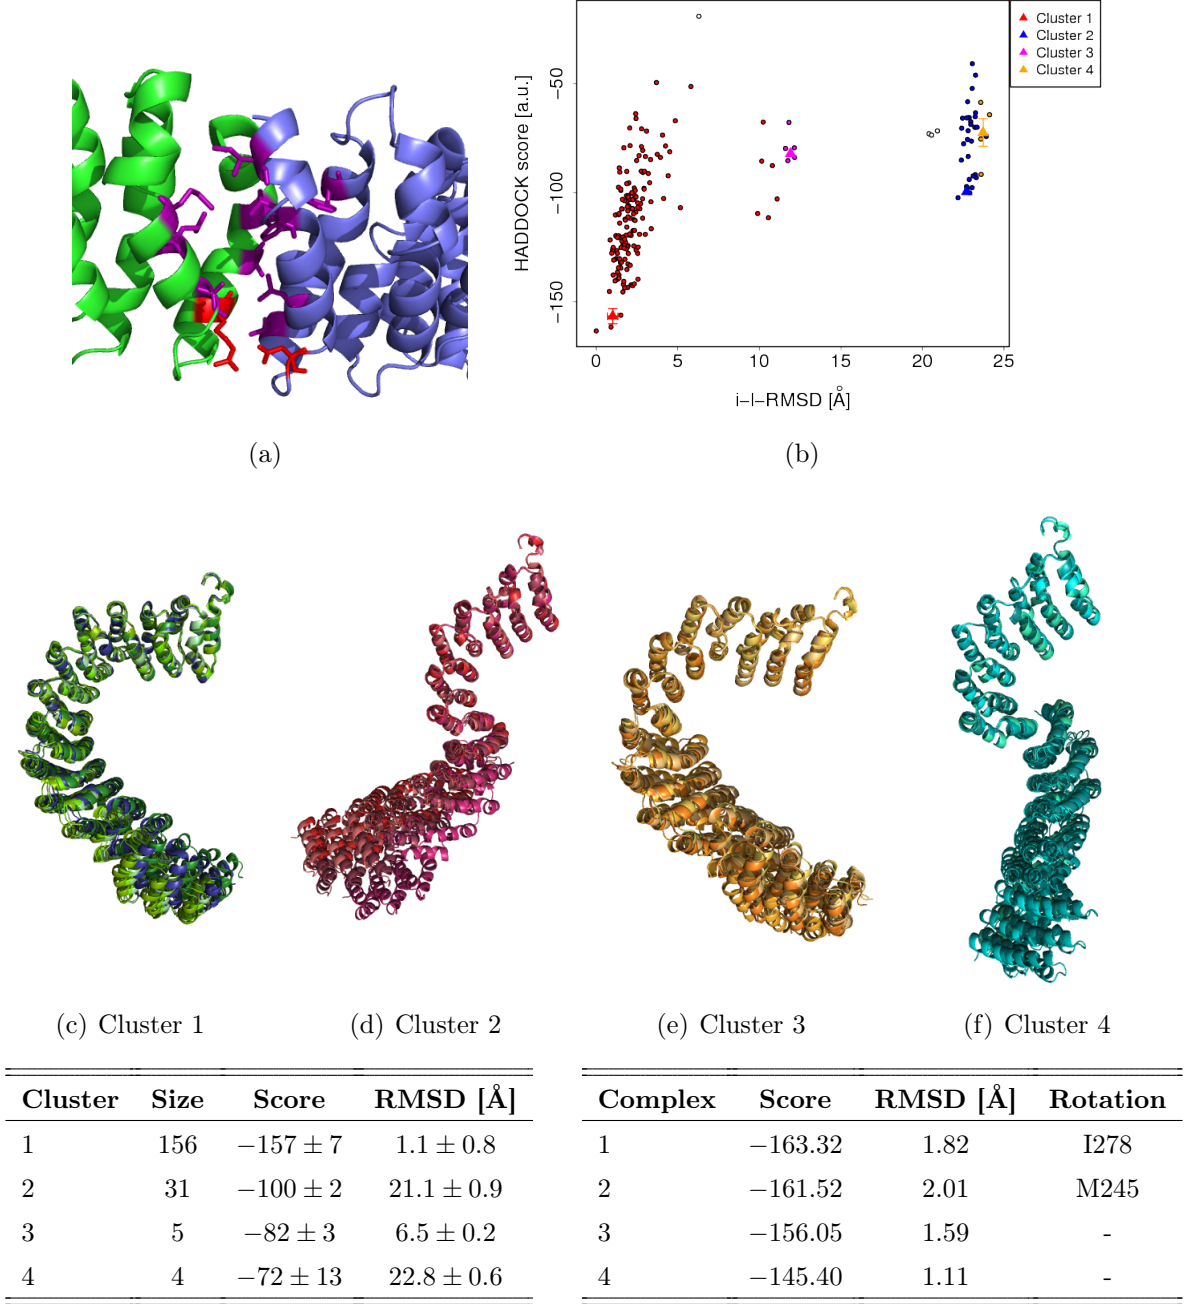 Cluster 1
Cluster 2
Cluster 3
Cluster 4
HADDOCK score [a.u.]
−50
−100
−150
0 5 10 15 20 25
i−l−RMSD [Å]
(a) (b)
(c) Cluster 1 (d) Cluster 2 (e) Cluster 3 (f) Cluster 4
Cluster Size Score RMSD [Å]
1 156 −157 ± 7 1.1 ± 0.8
2 31 −100 ± 2 21.1 ± 0.9
3 5 −82 ± 3 6.5 ± 0.2
4 4 −72 ± 13 22.8 ± 0.6
Complex Score RMSD [Å] Rotation
1 −163.32 1.82 I278
2 −161.52 2.01 M245
3 −156.05 1.59 -
4 −145.40 1.11 -